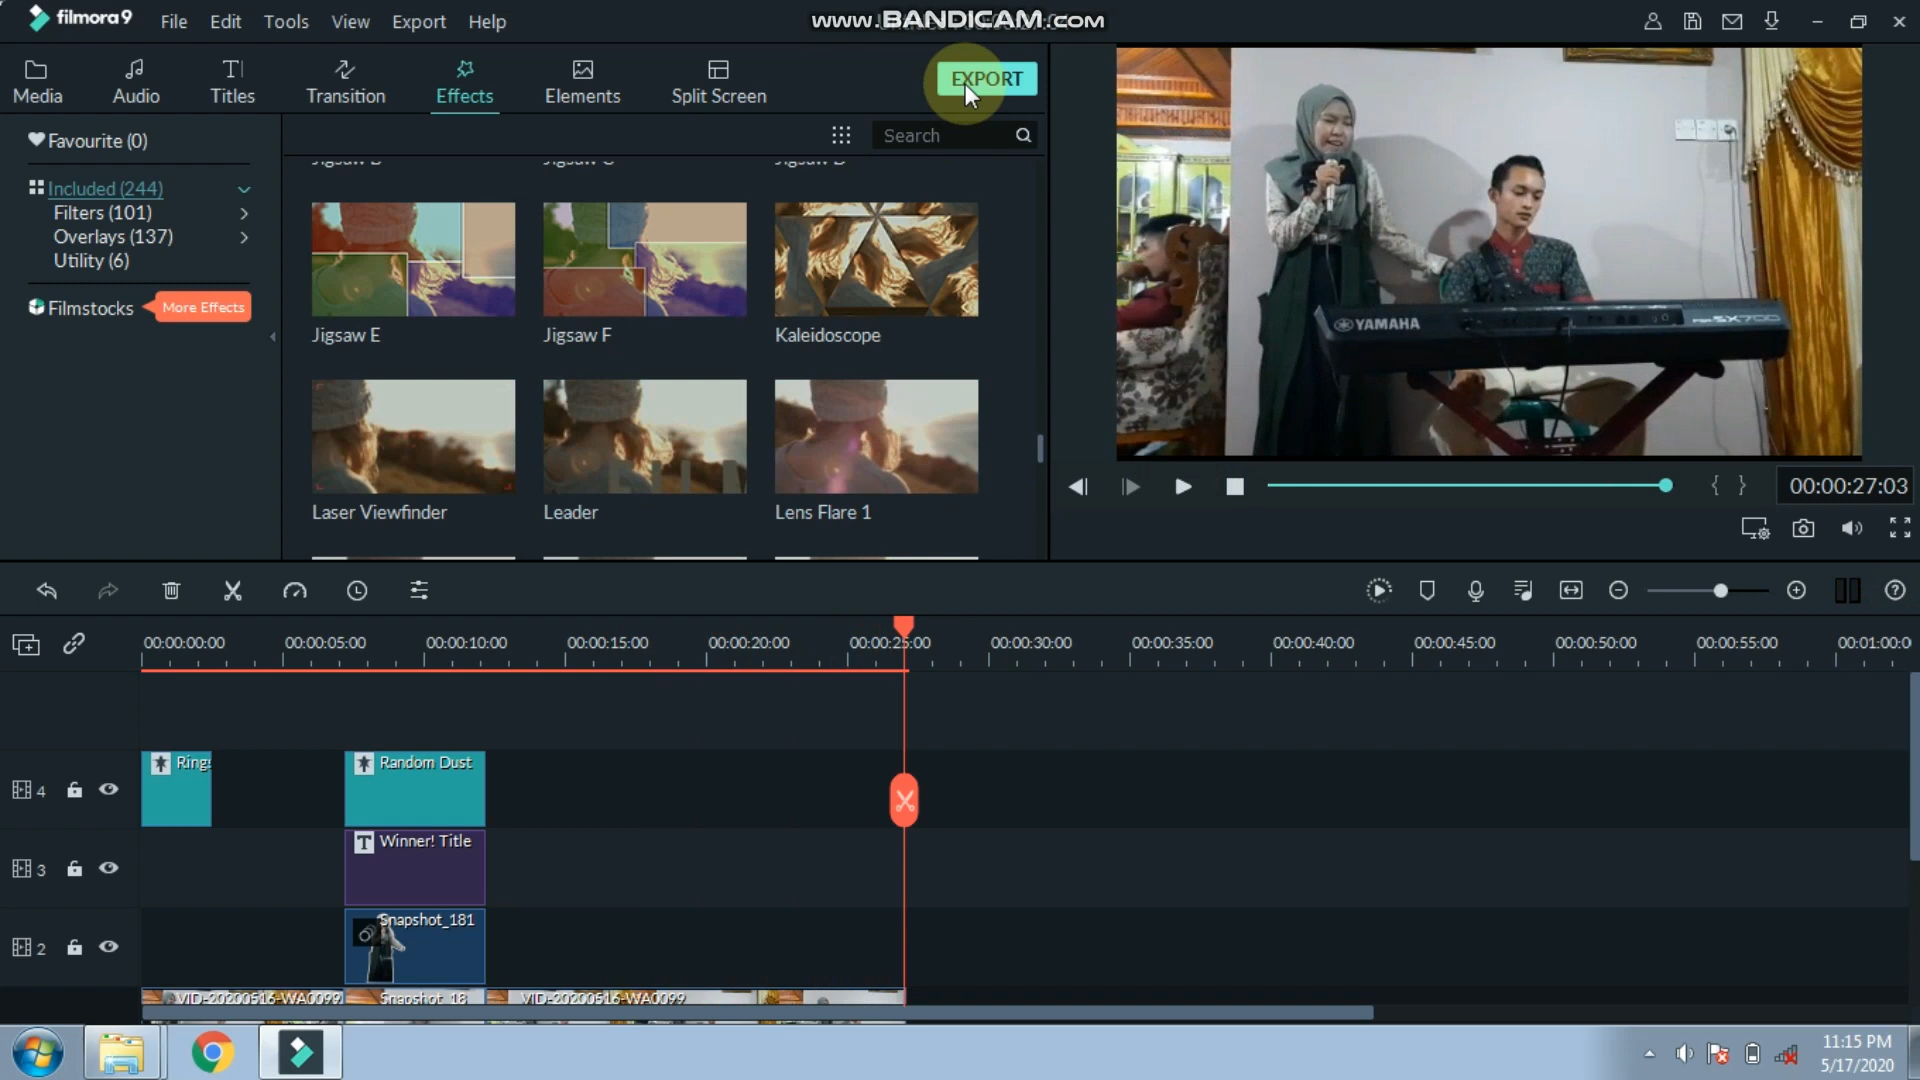 filmora9 File Edit Tools View Export Help
www.BANDICAM.com
Media Audio Titles Transition Effects Elements Split Screen EXPORT
Favourite (0)
Search
Included (244)
Filters (101)
Overlays (137)
Utility (6)
Filmstocks More Effects
Jigsaw E Jigsaw F Kaleidoscope
Laser Viewfinder Leader Lens Flare 1
YAMAHA SX700
{ } 00:00:27:03
00:00:00:00 00:00:05:00 00:00:10:00 00:00:15:00 00:00:20:00 00:00:25:00 00:00:30:00 00:00:35:00 00:00:40:00 00:00:45:00 00:00:50:00 00:00:55:00 00:01:00:0
4 Rings Random Dust
3 T Winner! Title
2 Snapshot_181
VID-20200516-WA0099 Snapshot_18 VID-20200516-WA0099
11:15 PM
5/17/2020